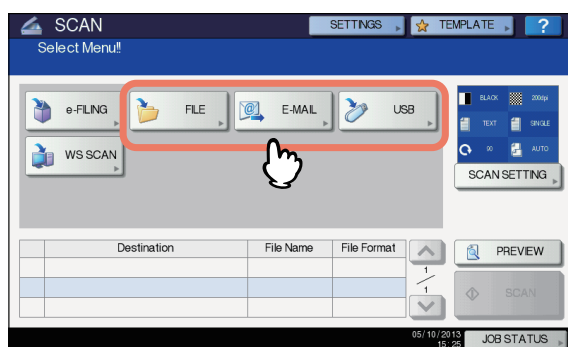 SCAN
SETTINGS
TEMPLATE
?
Select Menu!!
e-FILING
FILE
E-MAIL
USB
WS SCAN
BLACK
200dpi
TEXT
SINGLE
90
AUTO
SCAN SETTING
Destination File Name File Format
1
1
PREVIEW
SCAN
05/10/2013
15:25
JOB STATUS